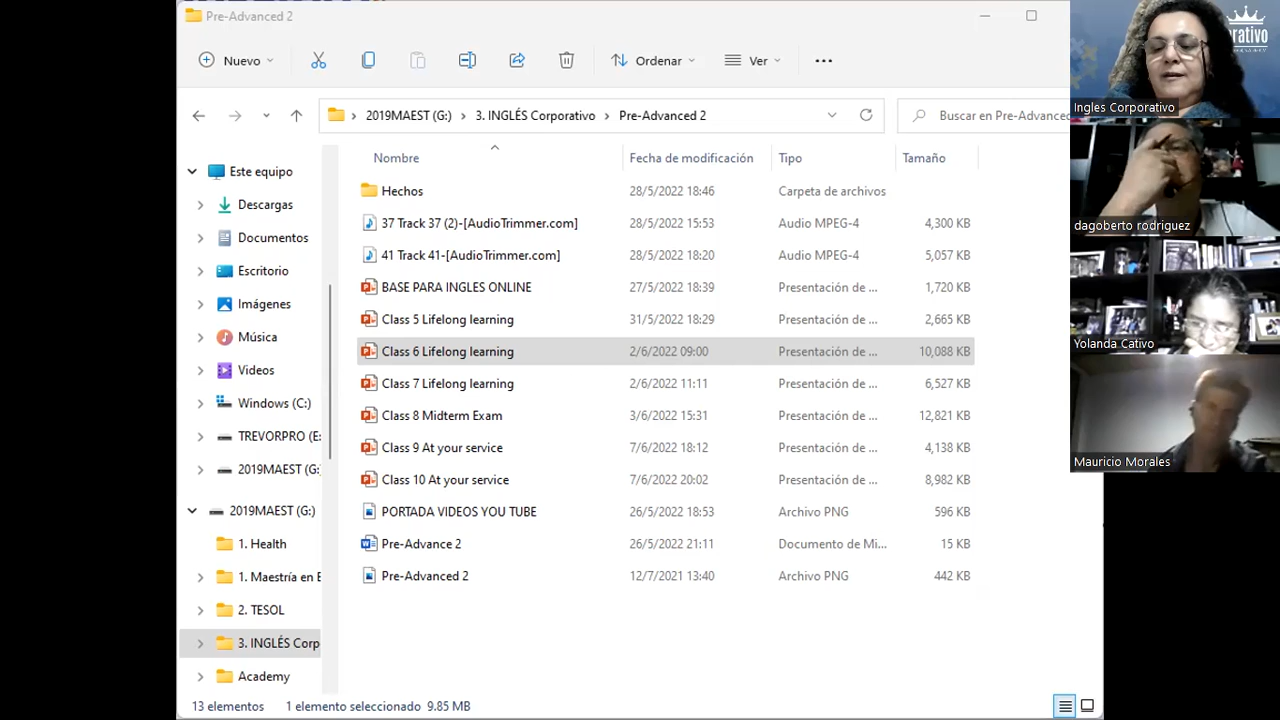 Pre-Advanced 2
Nuevo
Ordenar
Ver
2019MAEST (G:) > 3. INGLÉS Corporativo > Pre-Advanced 2
Buscar en Pre-Advanced
Nombre
Fecha de modificación
Tipo
Tamaño
Este equipo
Descargas
Documentos
Escritorio
Imágenes
Música
Videos
Windows (C:)
TREVORPRO (E:
2019MAEST (G:
2019MAEST (G:)
1. Health
1. Maestría en E
2. TESOL
3. INGLÉS Corp
Academy
Hechos 28/5/2022 18:46 Carpeta de archivos
37 Track 37 (2)-[AudioTrimmer.com] 28/5/2022 15:53 Audio MPEG-4 4,300 KB
41 Track 41-[AudioTrimmer.com] 28/5/2022 18:20 Audio MPEG-4 5,057 KB
BASE PARA INGLES ONLINE 27/5/2022 18:39 Presentación de ... 1,720 KB
Class 5 Lifelong learning 31/5/2022 18:29 Presentación de ... 2,665 KB
Class 6 Lifelong learning 2/6/2022 09:00 Presentación de ... 10,088 KB
Class 7 Lifelong learning 2/6/2022 11:11 Presentación de ... 6,527 KB
Class 8 Midterm Exam 3/6/2022 15:31 Presentación de ... 12,821 KB
Class 9 At your service 7/6/2022 18:12 Presentación de ... 4,138 KB
Class 10 At your service 7/6/2022 20:02 Presentación de ... 8,982 KB
PORTADA VIDEOS YOU TUBE 26/5/2022 18:53 Archivo PNG 596 KB
Pre-Advance 2 26/5/2022 21:11 Documento de Mi... 15 KB
Pre-Advanced 2 12/7/2021 13:40 Archivo PNG 442 KB
13 elementos
1 elemento seleccionado 9.85 MB
Ingles Corporativo
dagoberto rodriguez
Yolanda Cativo
Mauricio Morales